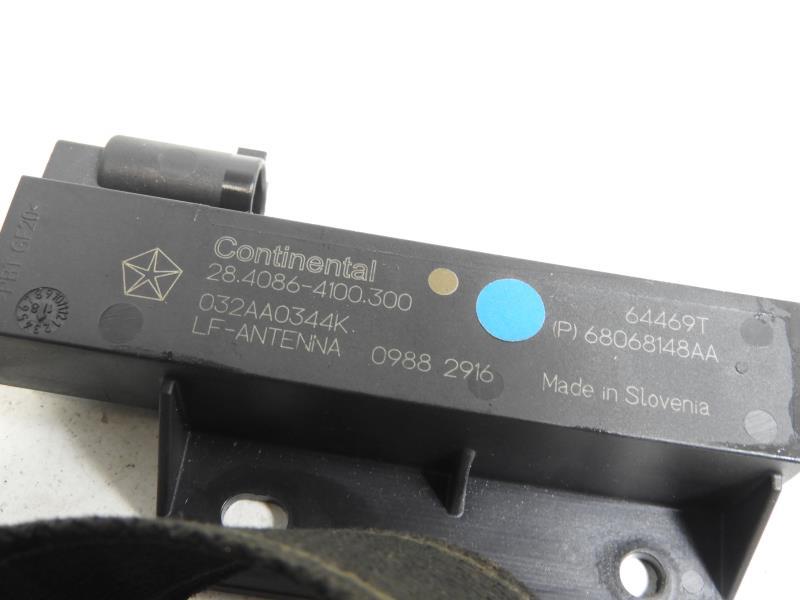 Continental
28.4086-4100.300
032AA0344K
LF-ANTENNA 0988 2916
64469T
(P) 68068148AA
Made in Slovenia